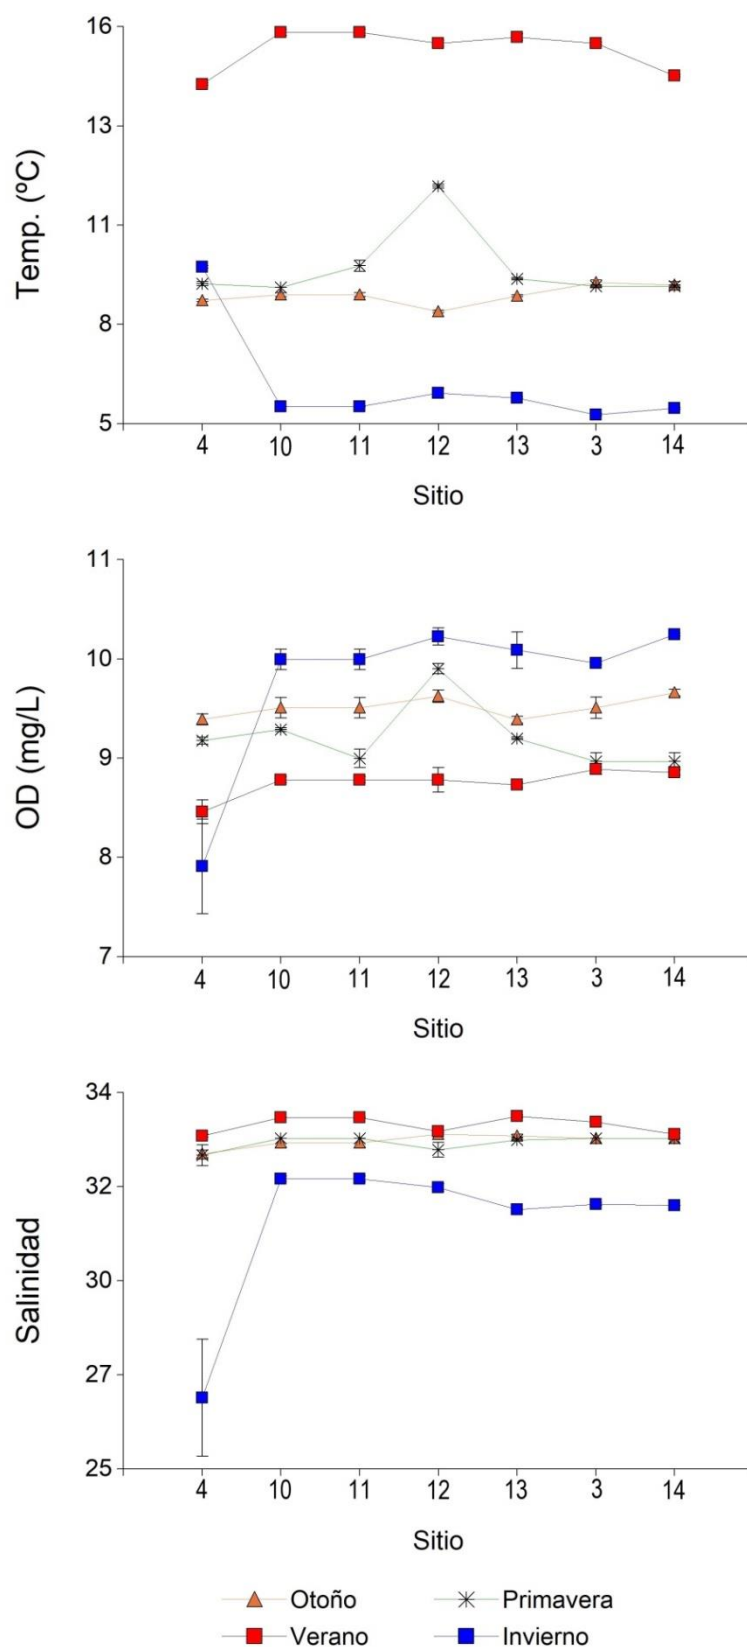 Temp. (ºC)
16
13
11
8
5
4 10 11 12 13 3 14
Sitio
OD (mg/L)
11
10
9
8
7
4 10 11 12 13 3 14
Sitio
Salinidad
34
32
30
27
25
4 10 11 12 13 3 14
Sitio
Otoño Primavera
Verano Invierno